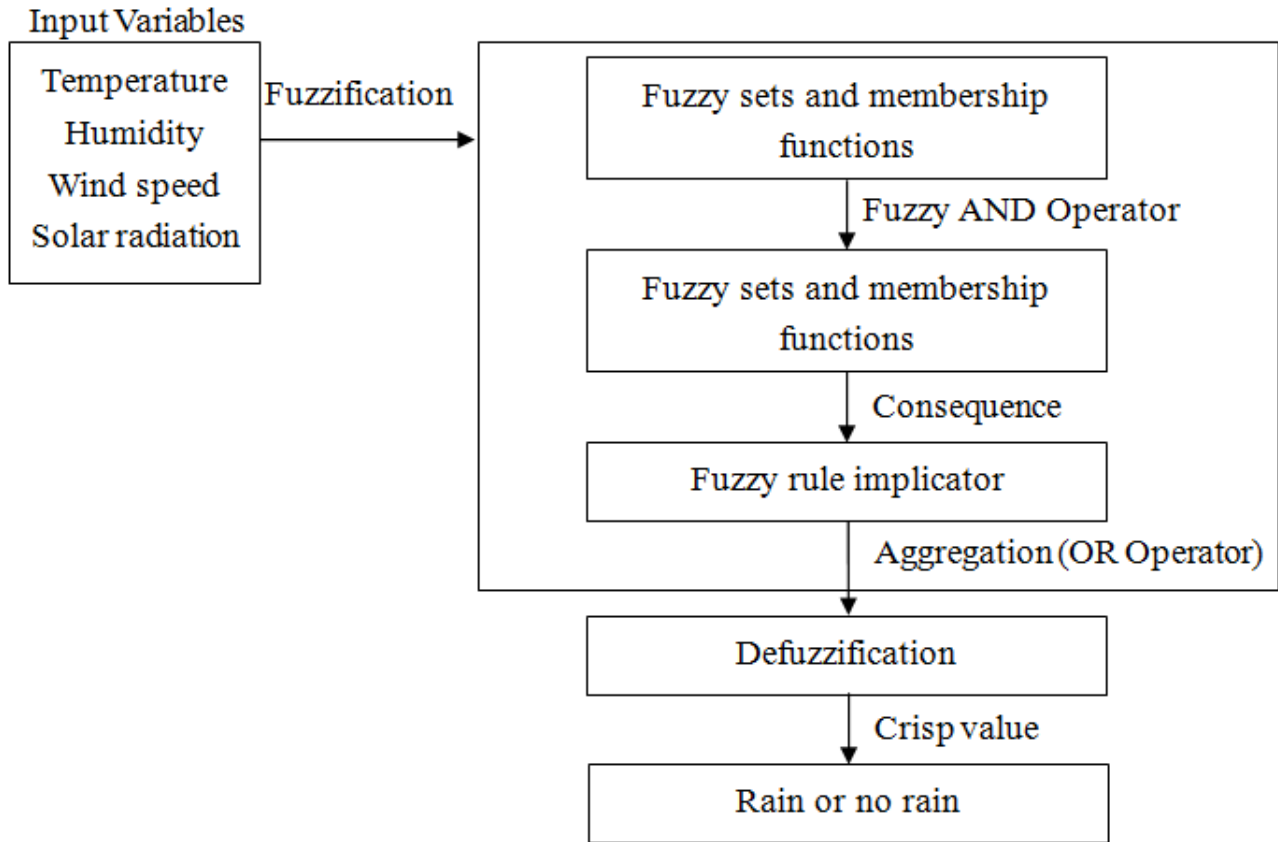 Input Variables
Temperature
Humidity
Wind speed
Solar radiation
Fuzzification
Fuzzy sets and membership
functions
Fuzzy AND Operator
Fuzzy sets and membership
functions
Consequence
Fuzzy rule implicator
Aggregation (OR Operator)
Defuzzification
Crisp value
Rain or no rain